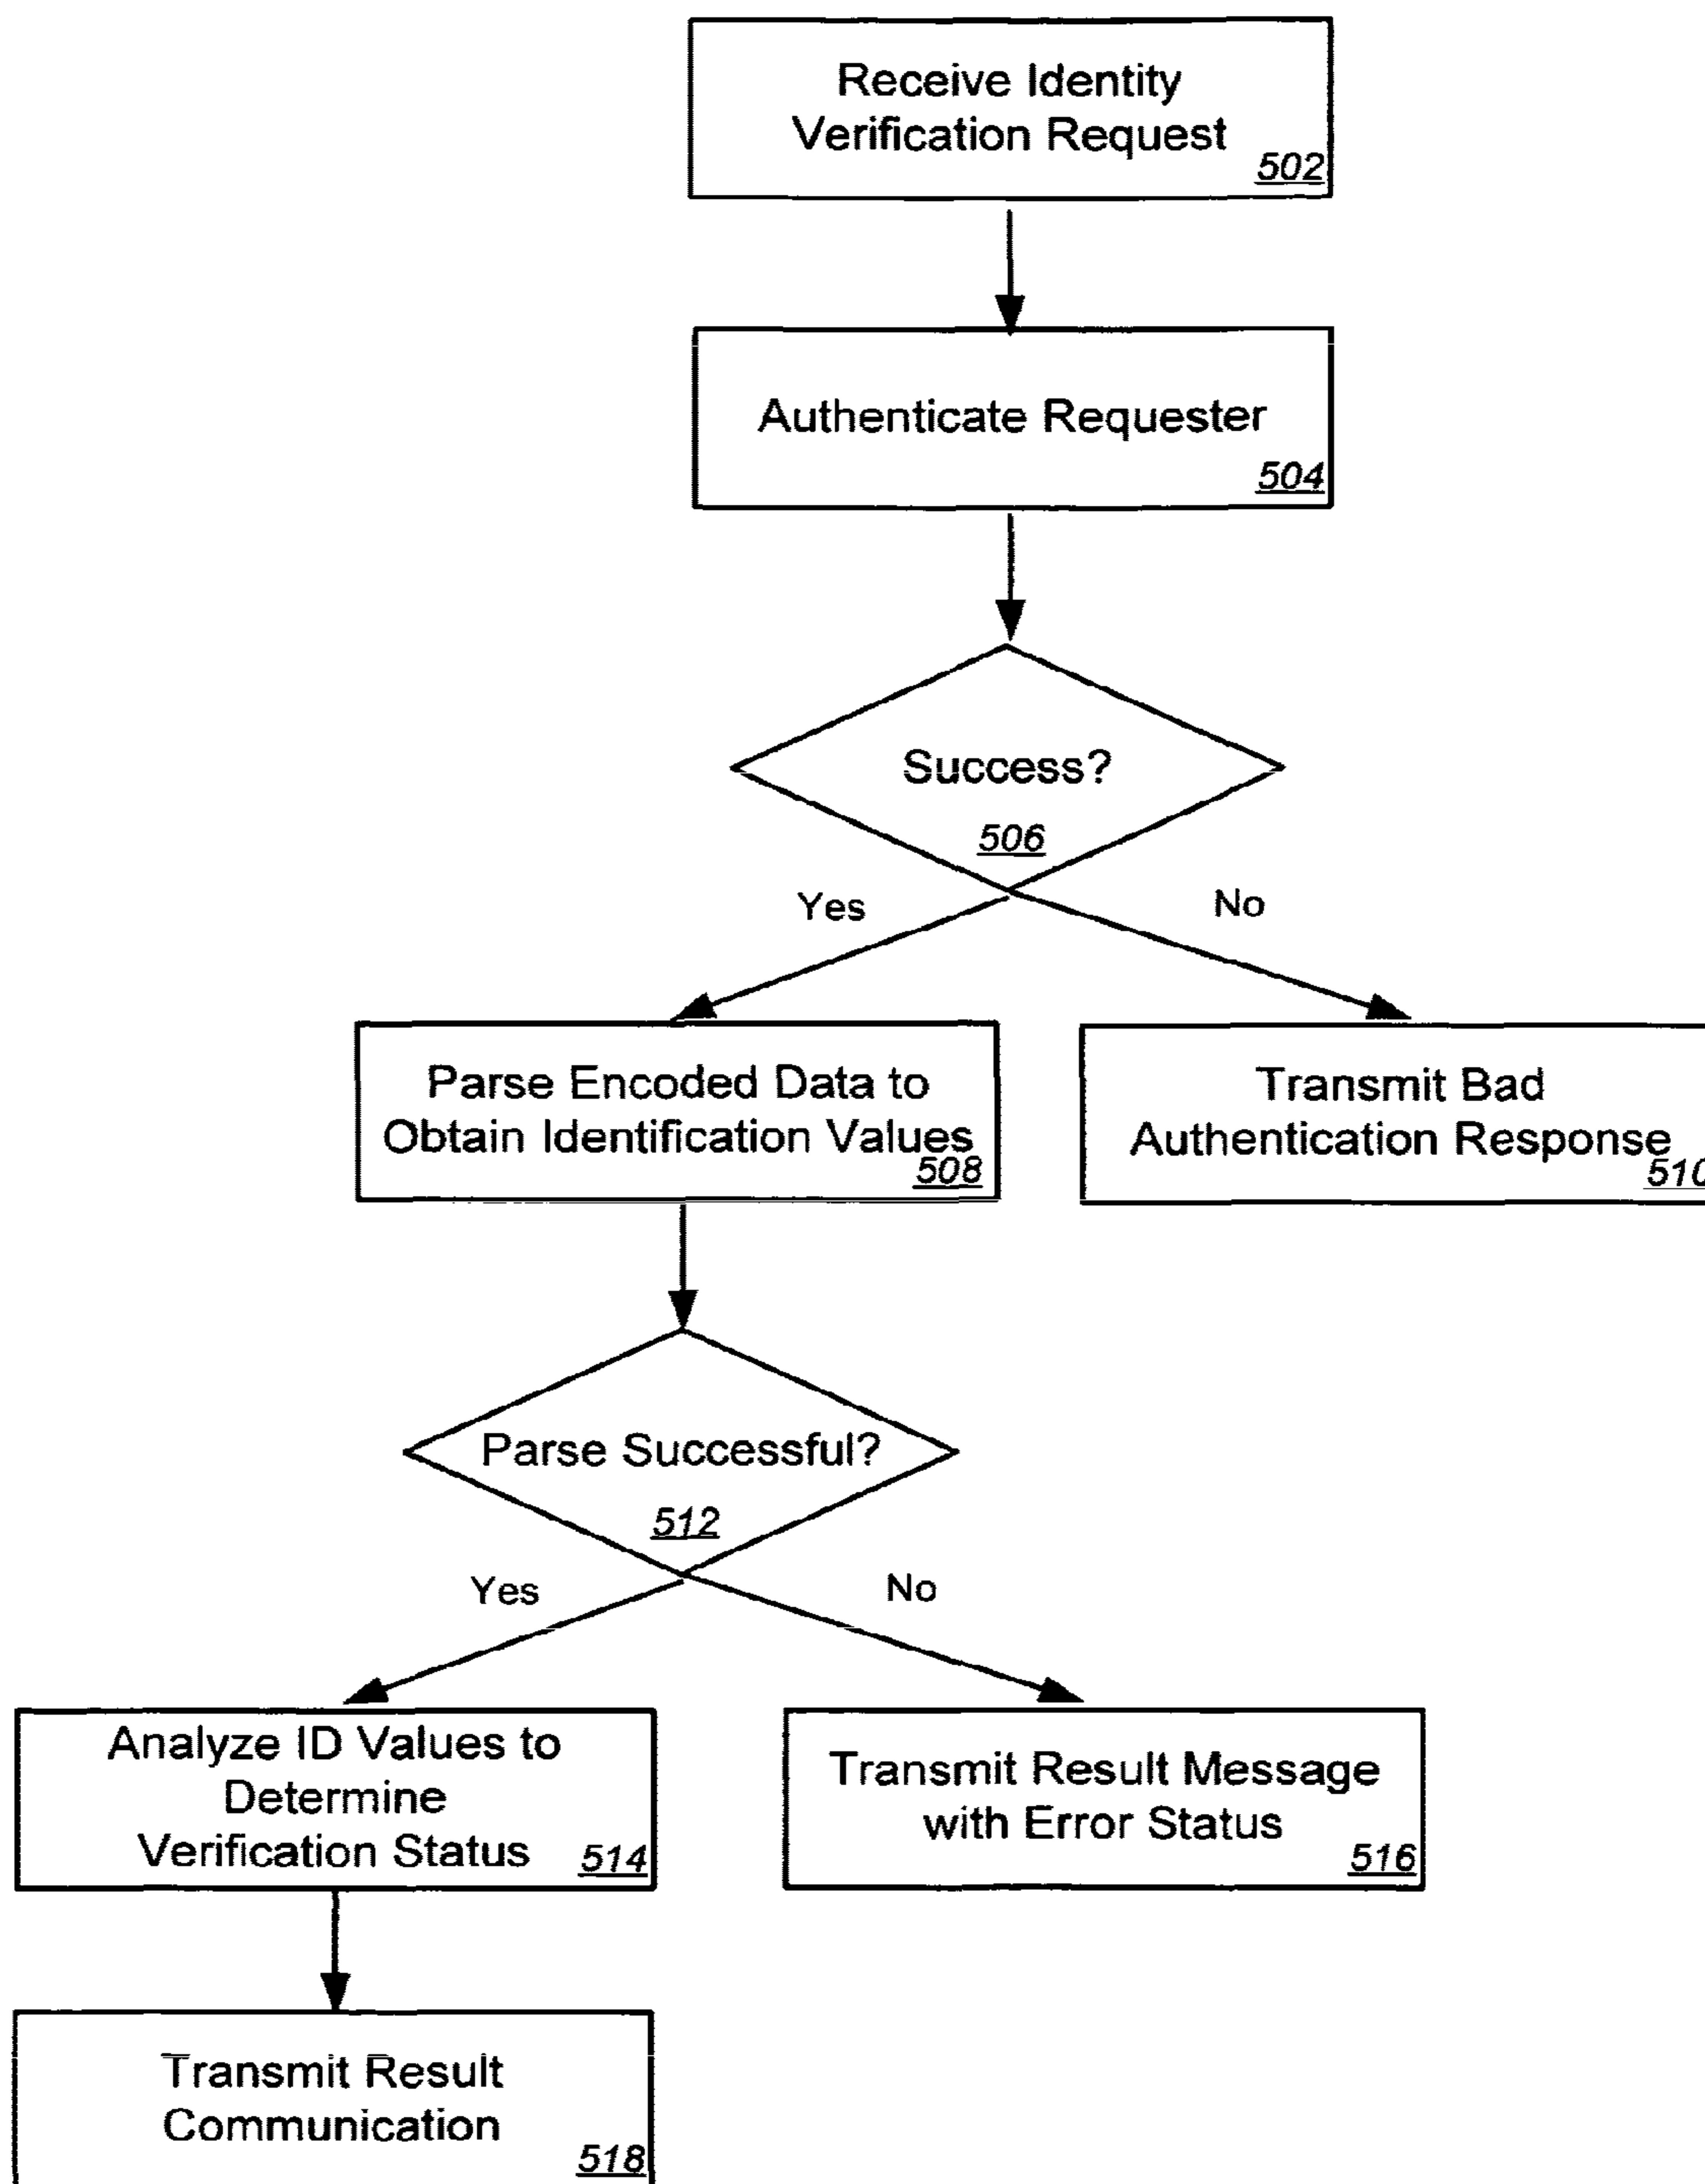 Receive Identity
Verification Request
502
Authenticate Requester
504
Success?
506
Yes
No
Parse Encoded Data to
Obtain Identification Values
508
Transmit Bad
Authentication Response
510
Parse Successful?
512
Yes
No
Analyze ID Values to
Determine
Verification Status
514
Transmit Result Message
with Error Status
516
Transmit Result
Communication
518